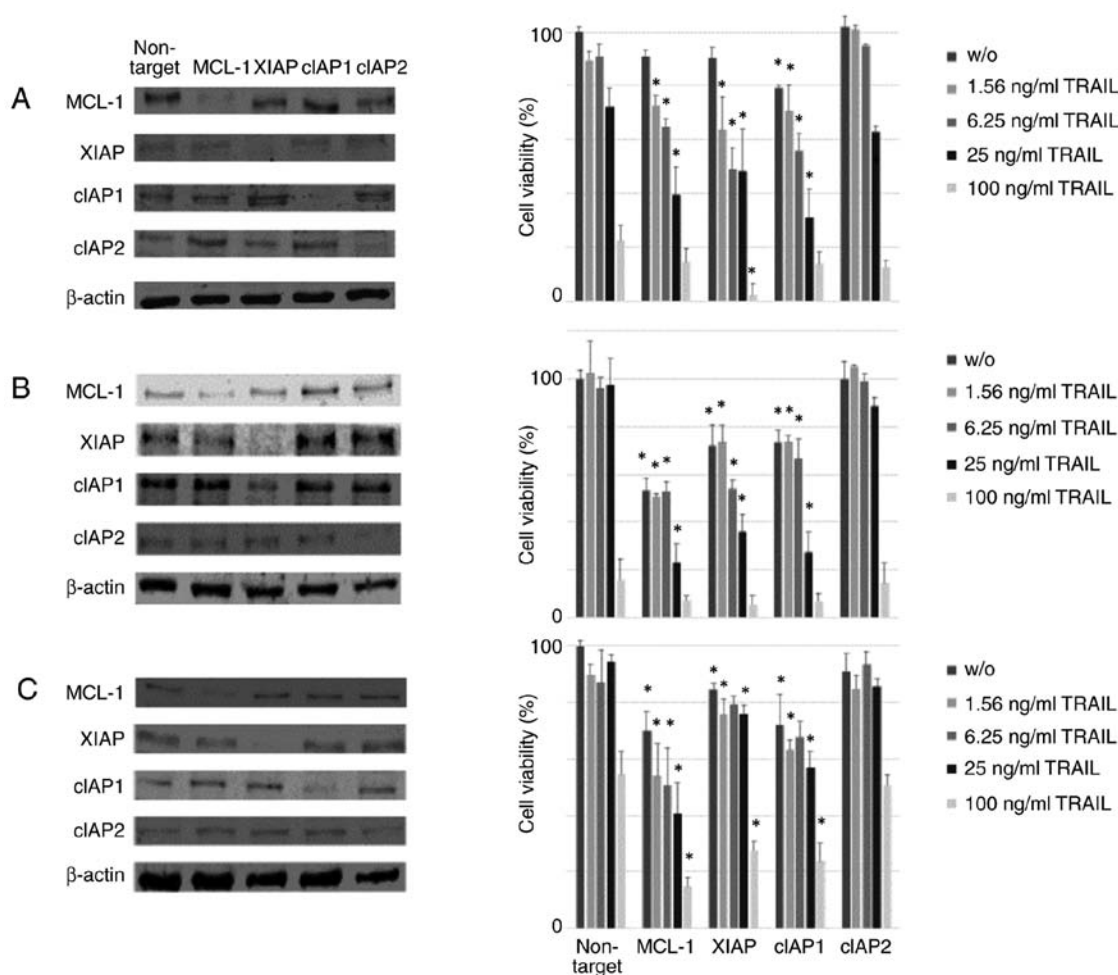 Non-
target MCL-1 XIAP cIAP1 cIAP2
A
MCL-1
XIAP
cIAP1
cIAP2
β-actin
100
Cell viability (%)
0
* * * * * * * * * * * *
w/o
1.56 ng/ml TRAIL
6.25 ng/ml TRAIL
25 ng/ml TRAIL
100 ng/ml TRAIL
B
MCL-1
XIAP
cIAP1
cIAP2
β-actin
100
Cell viability (%)
0
* * * * * * * * * * * *
w/o
1.56 ng/ml TRAIL
6.25 ng/ml TRAIL
25 ng/ml TRAIL
100 ng/ml TRAIL
C
MCL-1
XIAP
cIAP1
cIAP2
β-actin
100
Cell viability (%)
0
* * * * * * * * * * * * *
w/o
1.56 ng/ml TRAIL
6.25 ng/ml TRAIL
25 ng/ml TRAIL
100 ng/ml TRAIL
Non-
target MCL-1 XIAP cIAP1 cIAP2